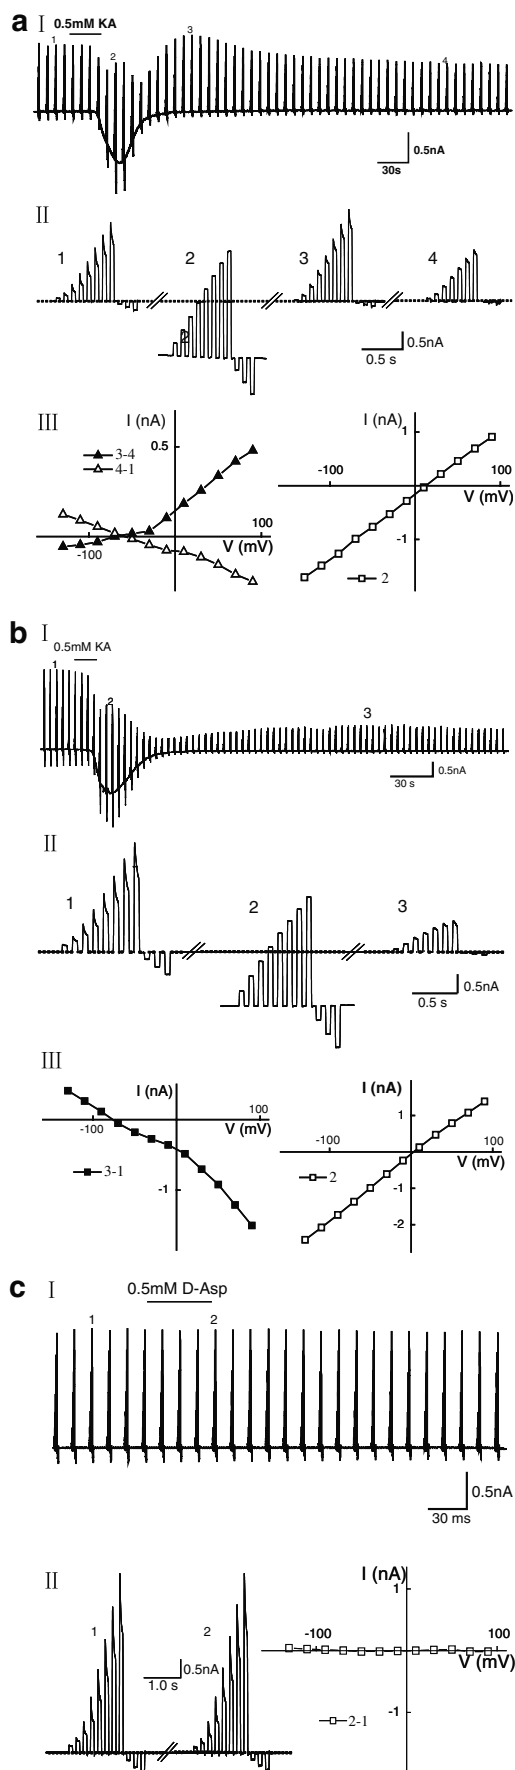 a
I
0.5mM KA
1
2
3
4
0.5nA
30s
II
1
2
3
4
2
0.5nA
0.5 s
III
I (nA)
0.5
3-4
4-1
100
-100
V (mV)
I (nA)
1
-100
V (mV)
-1
2
b
I
0.5mM KA
1
2
3
0.5nA
30 s
II
1
2
3
0.5nA
0.5 s
III
I (nA)
100
-100
V (mV)
3-1
-1
I (nA)
1
-100
100
V (mV)
2
-1
-2
c
I
0.5mM D-Asp
1
2
0.5nA
30 ms
II
1
2
0.5nA
1.0 s
I (nA)
1
-100
100
V (mV)
2-1
-1